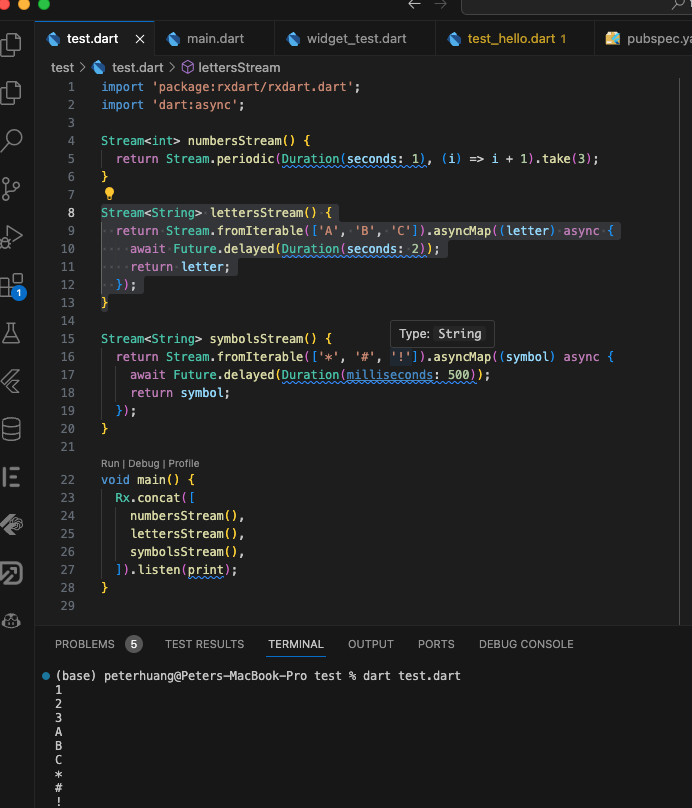 test.dart
main.dart
widget_test.dart
test_hello.dart 1
pubspec.ya
test > test.dart > lettersStream
1 import 'package:rxdart/rxdart.dart';
2 import 'dart:async';
3
4 Stream<int> numbersStream() {
5   return Stream.periodic(Duration(seconds: 1), (i) => i + 1).take(3);
6 }
7
8 Stream<String> lettersStream() {
9   return Stream.fromIterable(['A', 'B', 'C']).asyncMap((letter) async {
10     await Future.delayed(Duration(seconds: 2));
11     return letter;
12   });
13 }
14
Type: String
15 Stream<String> symbolsStream() {
16   return Stream.fromIterable(['*', '#', '!']).asyncMap((symbol) async {
17     await Future.delayed(Duration(milliseconds: 500));
18     return symbol;
19   });
20 }
21
Run | Debug | Profile
22 void main() {
23   Rx.concat([
24     numbersStream(),
25     lettersStream(),
26     symbolsStream(),
27   ]).listen(print);
28 }
29
1
PROBLEMS 5 TEST RESULTS TERMINAL OUTPUT PORTS DEBUG CONSOLE
(base) peterhuang@Peters-MacBook-Pro test % dart test.dart
1
2
3
A
B
C
*
#
!